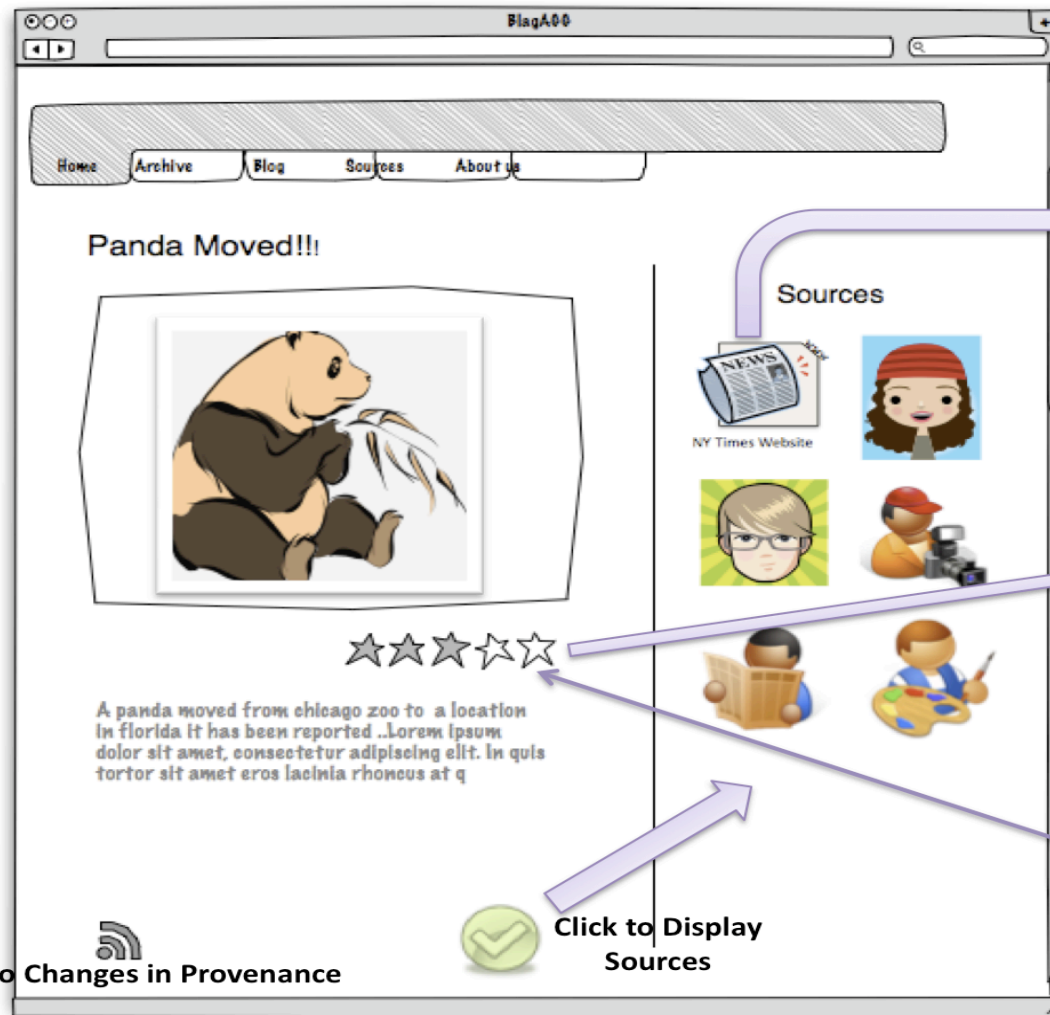 BlagAGG
Home Archive Blog Sources About us
Panda Moved!!!
Sources
NEWS
NY Times Website
A panda moved from chicago zoo to a location
in florida it has been reported ..Lorem ipsum
dolor sit amet, consectetur adipiscing elit. In quis
tortor sit amet eros lacinia rhoncus at q
Click to Display
Sources
o Changes in Provenance